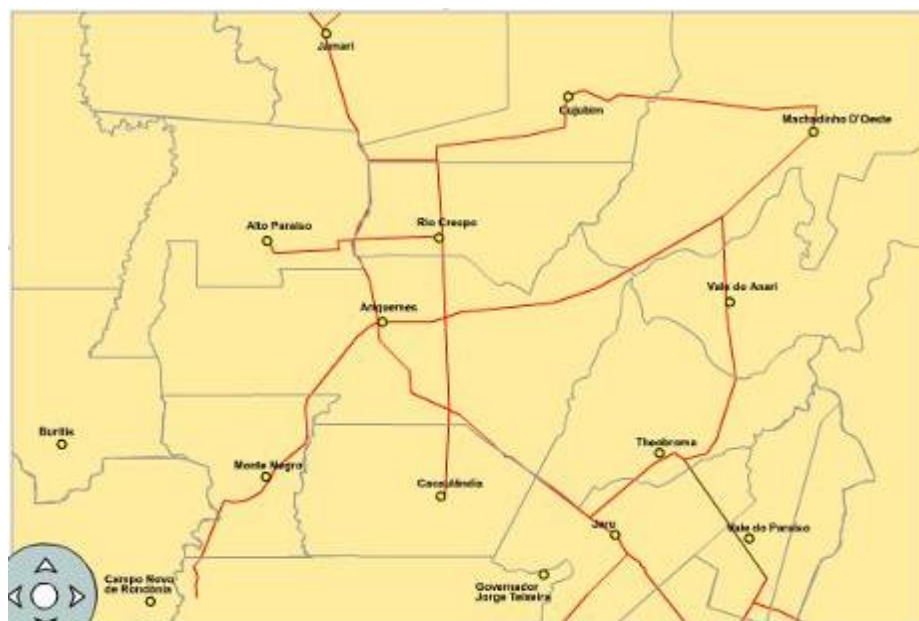 Jamari
Cujubim
Machadinho D'Oeste
Alto Paraíso
Rio Crespo
Vale do Anari
Ariquemes
Buritis
Theobroma
Monte Negro
Cacaulândia
Jaru
Vale do Paraíso
Campo Novo
de Rondônia
Governador
Jorge Teixeira